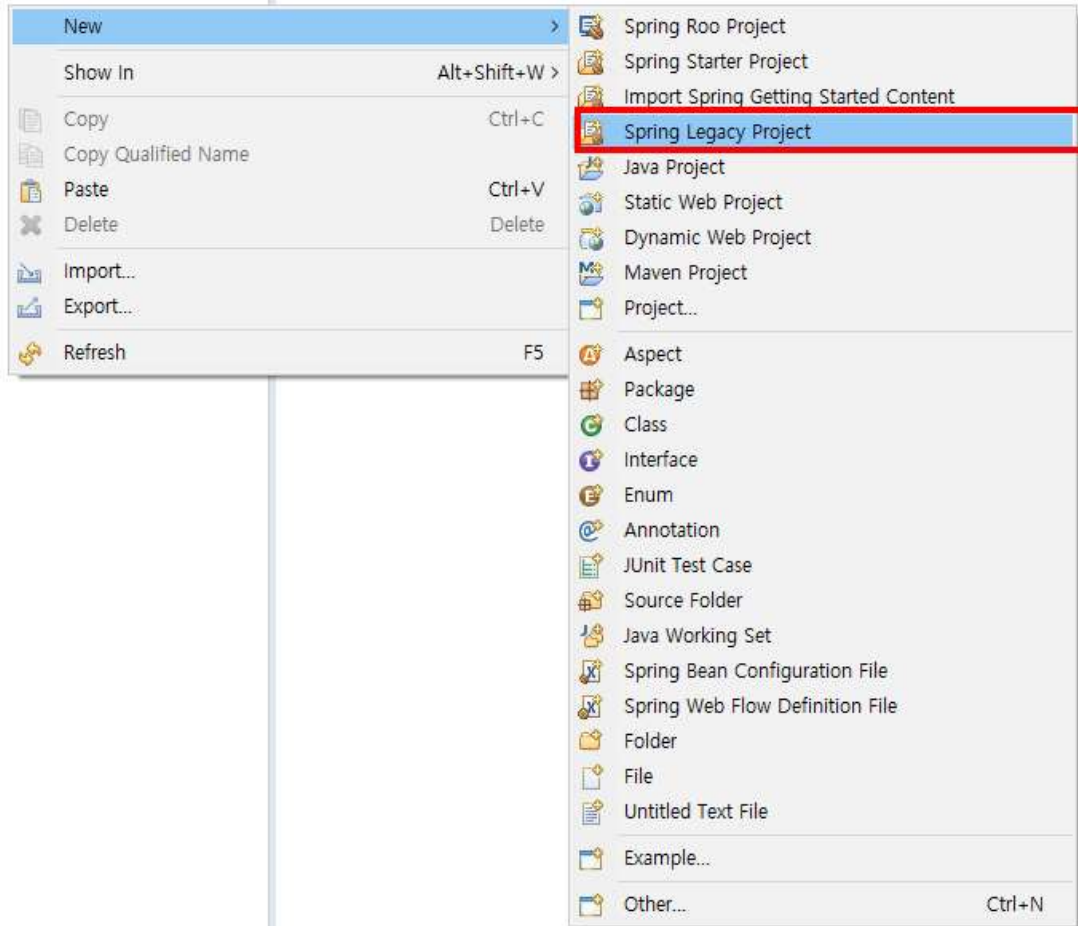 New >
Show In Alt+Shift+W >
Copy Ctrl+C
Copy Qualified Name
Paste Ctrl+V
Delete Delete
Import...
Export...
Refresh F5
Spring Roo Project
Spring Starter Project
Import Spring Getting Started Content
Spring Legacy Project
Java Project
Static Web Project
Dynamic Web Project
Maven Project
Project...
Aspect
Package
Class
Interface
Enum
Annotation
JUnit Test Case
Source Folder
Java Working Set
Spring Bean Configuration File
Spring Web Flow Definition File
Folder
File
Untitled Text File
Example...
Other... Ctrl+N